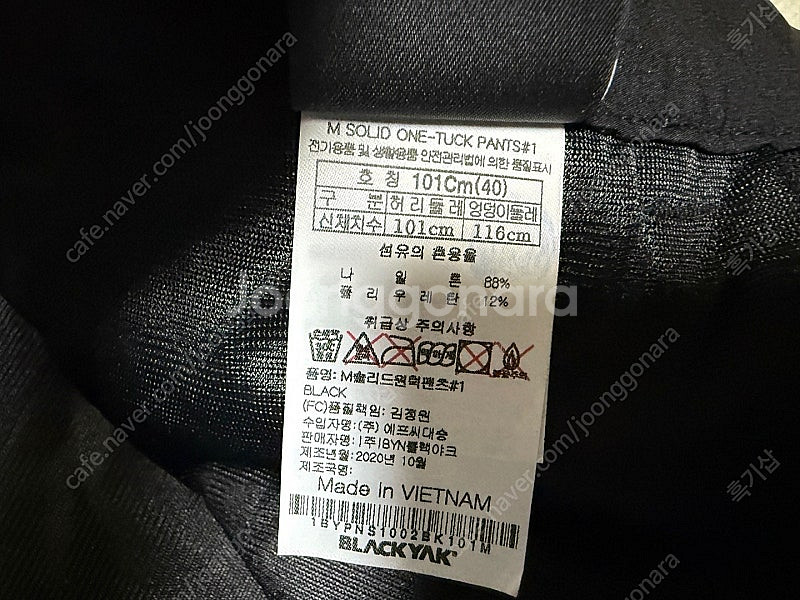 M SOLID ONE-TUCK PANTS#1
전기용품 및 생활용품 안전관리법에 의한 품질표시
호 칭 101Cm(40)
구 분 허리둘레 엉덩이둘레
신체치수 101cm 116cm
섬유의 혼용율
나 일 론 88%
폴 리 우 레 탄 12%
취급상 주의사항
품명: M솔리드원턱팬츠#1
BLACK
(FC)품질책임: 김정원
수입자명:(주) 에프씨대승
판매자명:(주)BYN블랙야크
제조년월:2020년 10월
제조국명:
Made in VIETNAM
1BYPNS1002BK101M
BLACKYAK
Joonggonara
cafe.naver.com/joonggonara
흑기삼